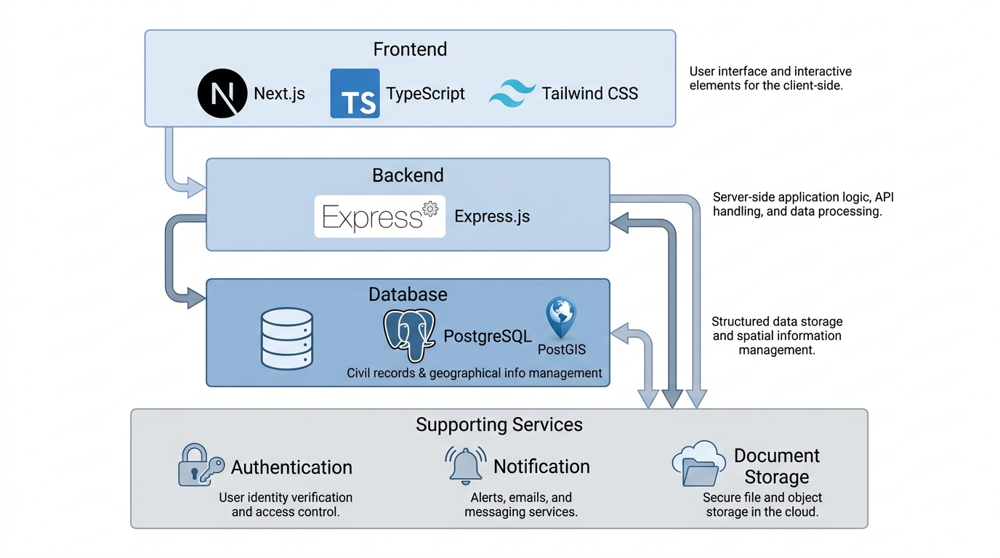 Frontend
N Next.js
TS TypeScript
Tailwind CSS
User interface and interactive
elements for the client-side.
Backend
Express
Express.js
Server-side application logic, API
handling, and data processing.
Database
PostgreSQL
PostGIS
Civil records & geographical info management
Structured data storage
and spatial information
management.
Supporting Services
Authentication
User identity verification
and access control.
Notification
Alerts, emails, and
messaging services.
Document
Storage
Secure file and object
storage in the cloud.